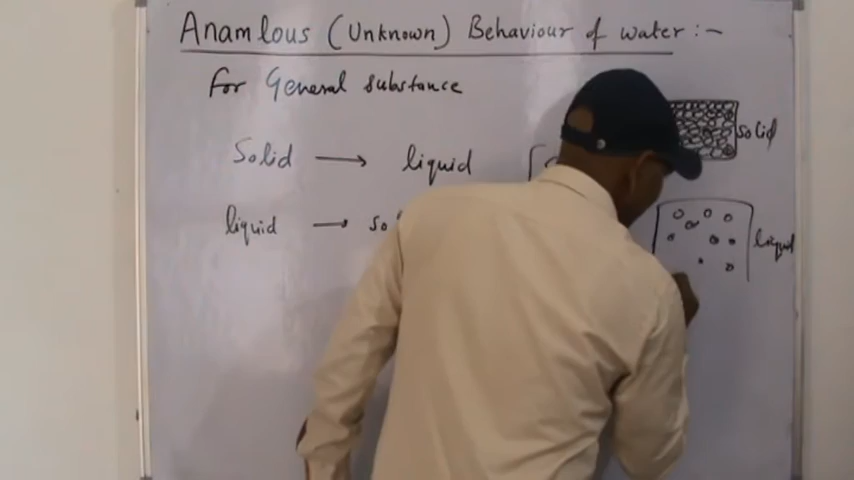 Anamlous (Unknown) Behaviour of water :-
For General substance
Solid → liquid
liquid → so
solid
liquid